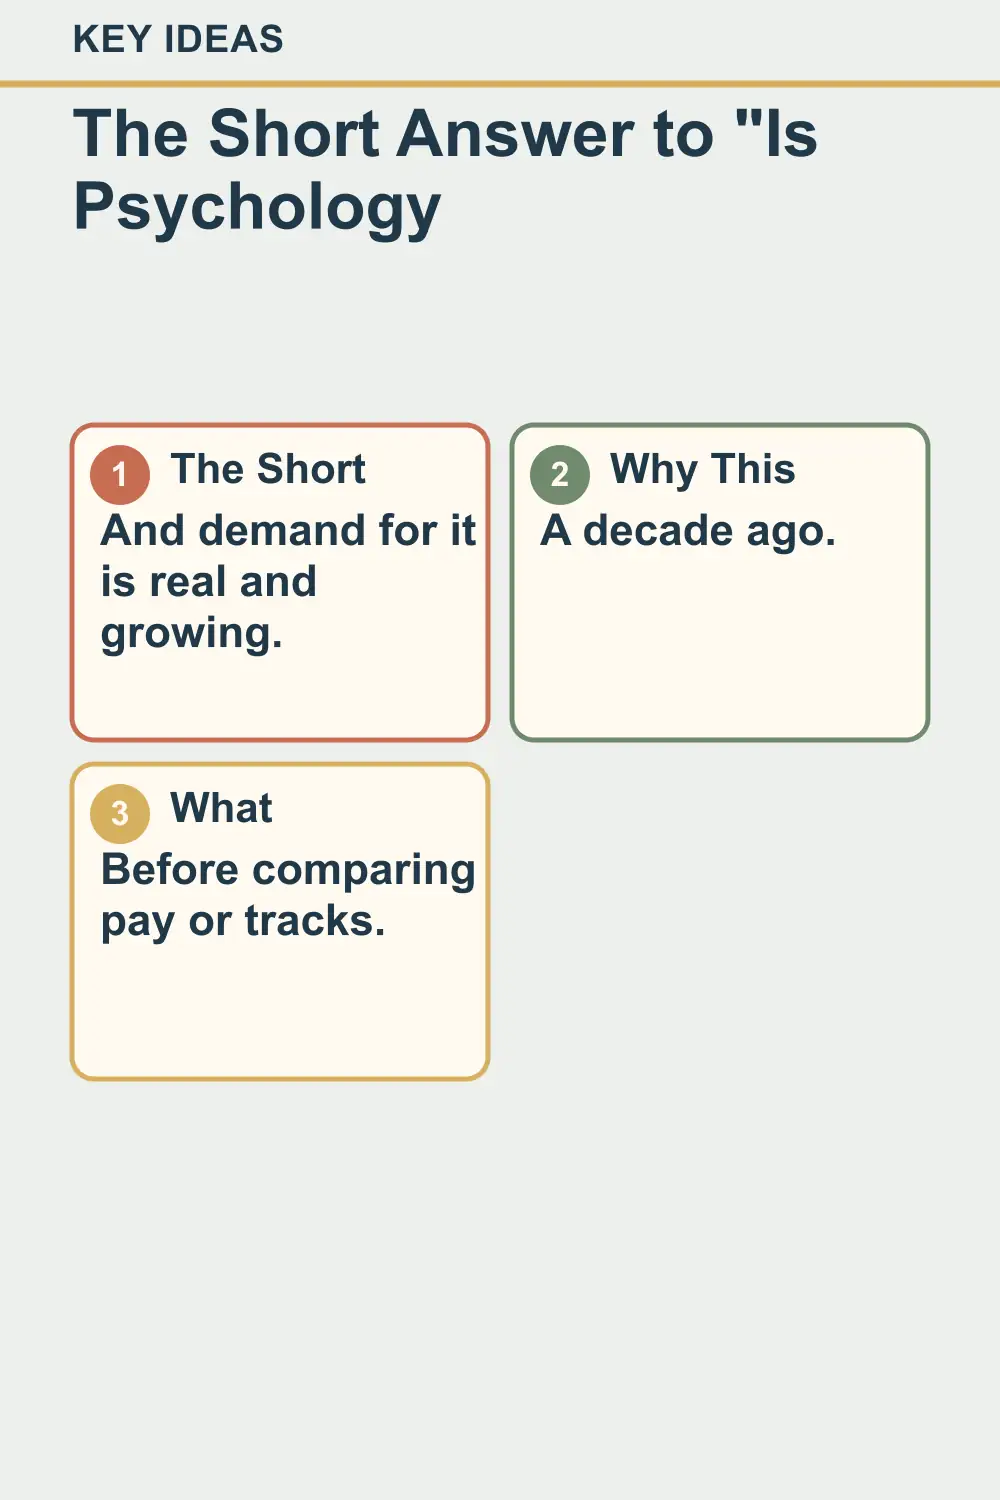 KEY IDEAS
The Short Answer to "Is
Psychology
1 The Short
And demand for it
is real and
growing.
2 Why This
A decade ago.
3 What
Before comparing
pay or tracks.